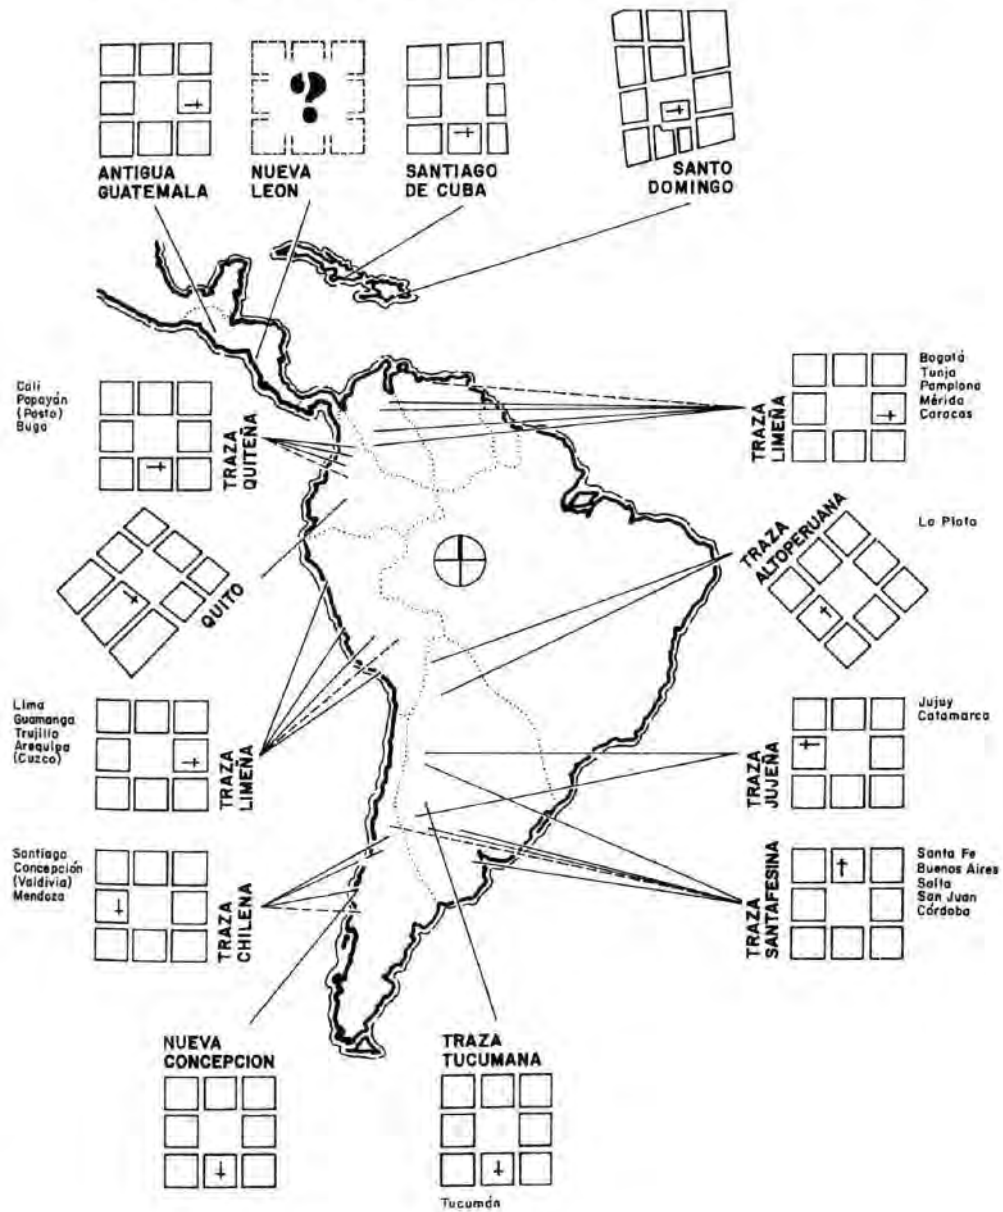 ?
ANTIGUA
GUATEMALA
NUEVA
LEON
SANTIAGO
DE CUBA
SANTO
DOMINGO
Cali
Popayán
(Pasto)
Buga
TRAZA
QUITEÑA
TRAZA
LIMEÑA
Bogotá
Tunja
Pamplona
Mérida
Caracas
QUITO
TRAZA
ALTOPERUANA
La Plata
Lima
Guamanga
Trujillo
Arequipa
(Cuzco)
TRAZA
LIMEÑA
TRAZA
JUJEÑA
Jujuy
Catamarca
Santiago
Concepción
(Valdivia)
Mendoza
TRAZA
CHILENA
TRAZA
SANTAFESINA
Santa Fe
Buenos Aires
Salta
San Juan
Córdoba
NUEVA
CONCEPCION
TRAZA
TUCUMANA
Tucumán